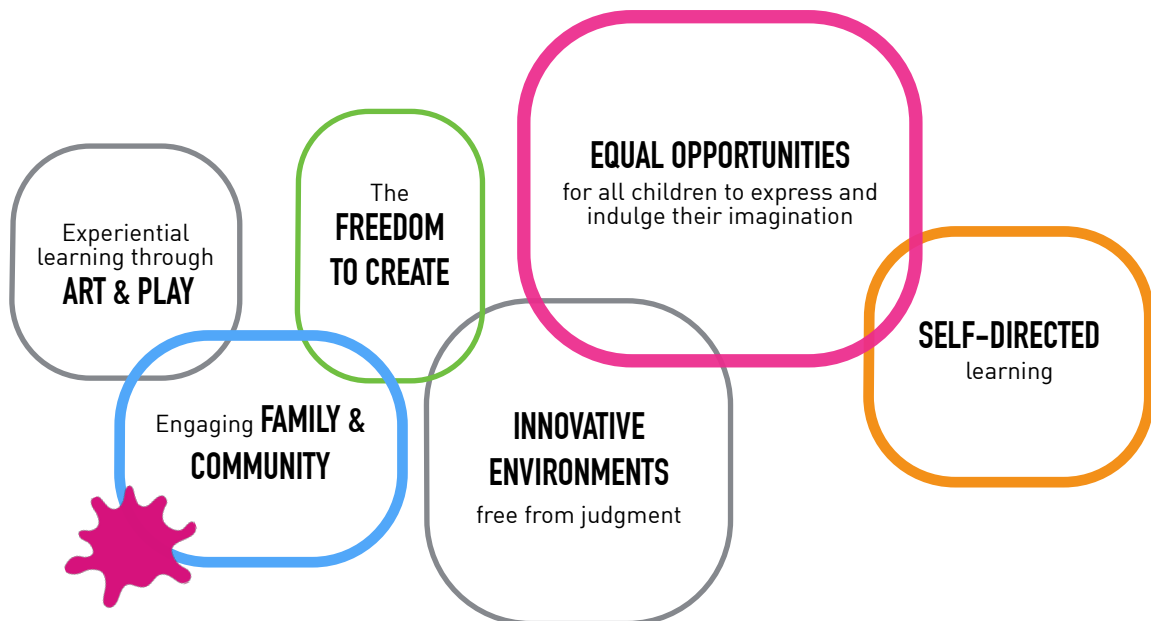 Experiential
learning through
ART & PLAY
Engaging FAMILY &
COMMUNITY
The
FREEDOM
TO CREATE
INNOVATIVE
ENVIRONMENTS
free from judgment
EQUAL OPPORTUNITIES
for all children to express and
indulge their imagination
SELF-DIRECTED
learning